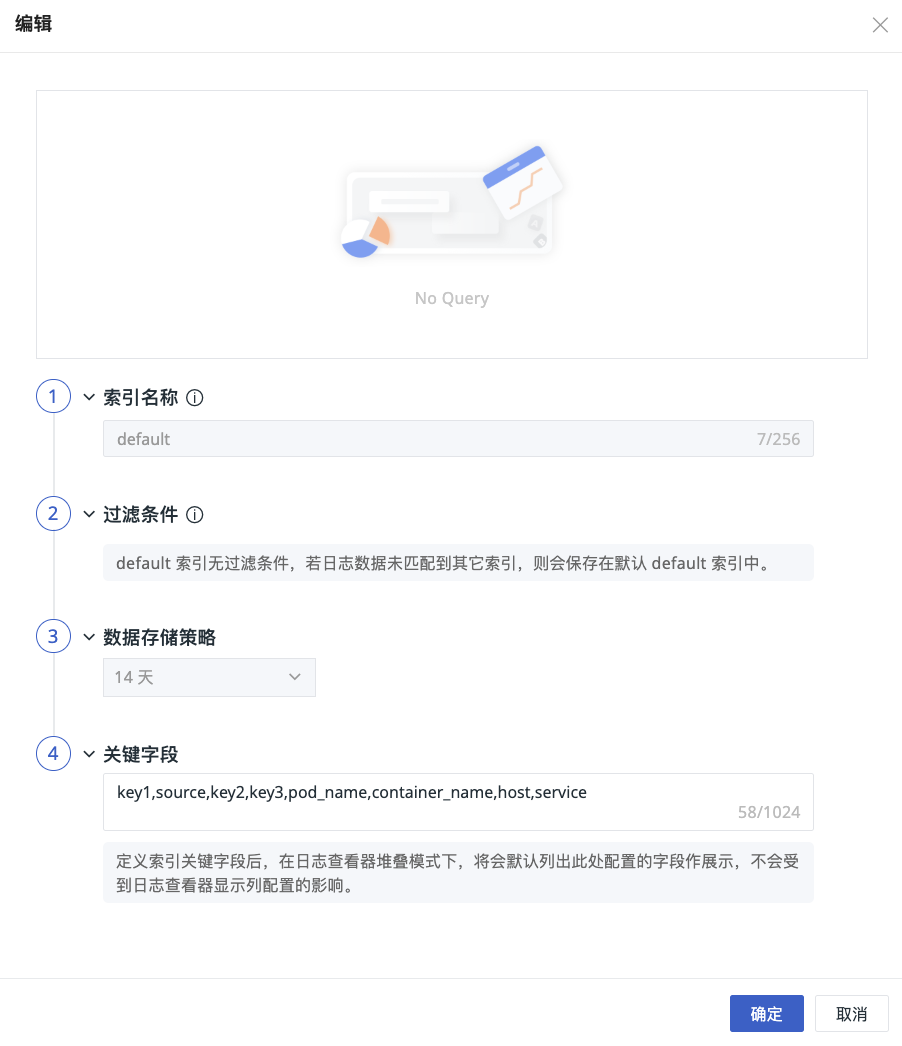 编辑
No Query
1 索引名称
default 7/256
2 过滤条件
default 索引无过滤条件，若日志数据未匹配到其它索引，则会保存在默认 default 索引中。
3 数据存储策略
14 天
4 关键字段
key1,source,key2,key3,pod_name,container_name,host,service
58/1024
定义索引关键字段后，在日志查看器堆叠模式下，将会默认列出此处配置的字段作展示，不会受
到日志查看器显示列配置的影响。
确定 取消